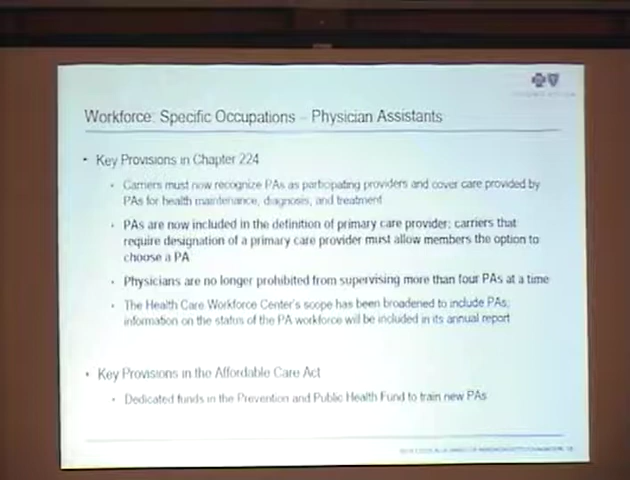 Workforce: Specific Occupations – Physician Assistants
• Key Provisions in Chapter 224
• Carriers must now recognize PAs as participating providers and cover care provided by
PAs for health maintenance, diagnosis, and treatment
• PAs are now included in the definition of primary care provider; carriers that
require designation of a primary care provider must allow members the option to
choose a PA
• Physicians are no longer prohibited from supervising more than four PAs at a time
• The Health Care Workforce Center's scope has been broadened to include PAs;
information on the status of the PA workforce will be included in its annual report
• Key Provisions in the Affordable Care Act
• Dedicated funds in the Prevention and Public Health Fund to train new PAs